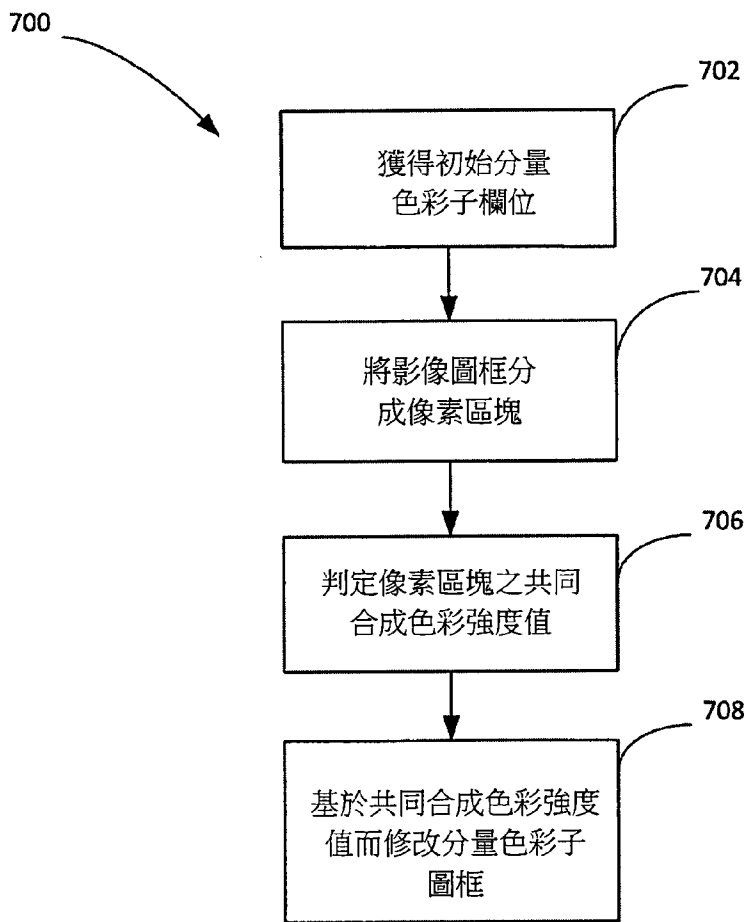 700
702
獲得初始分量
色彩子欄位
704
將影像圖框分
成像素區塊
706
判定像素區塊之共同
合成色彩強度值
708
基於共同合成色彩強度
值而修改分量色彩子
圖框